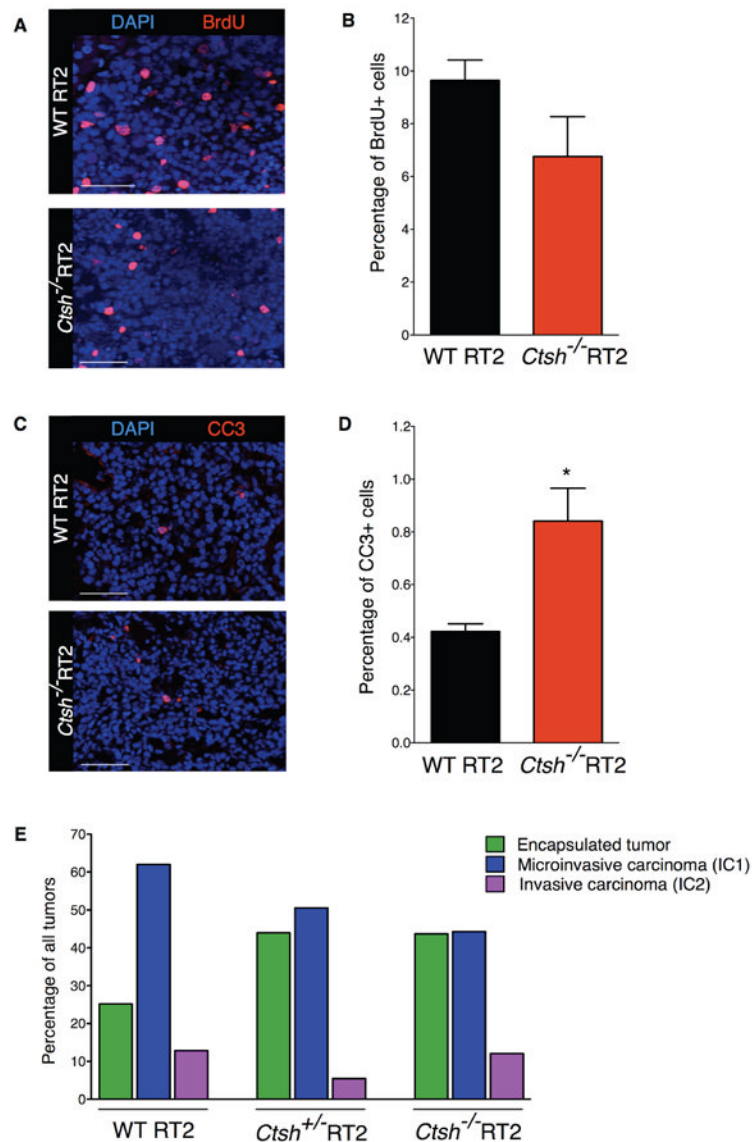 A
DAPI BrdU
WT RT2
Ctsh-/-RT2
B
Percentage of BrdU+ cells
12
10
8
6
4
2
0
WT RT2 Ctsh-/-RT2
C
DAPI CC3
WT RT2
Ctsh-/-RT2
D
Percentage of CC3+ cells
1.2
1.0
0.8
0.6
0.4
0.2
0.0
*
WT RT2 Ctsh-/-RT2
E
Percentage of all tumors
70
60
50
40
30
20
10
0
WT RT2 Ctsh+/-RT2 Ctsh-/-RT2
Encapsulated tumor
Microinvasive carcinoma (IC1)
Invasive carcinoma (IC2)